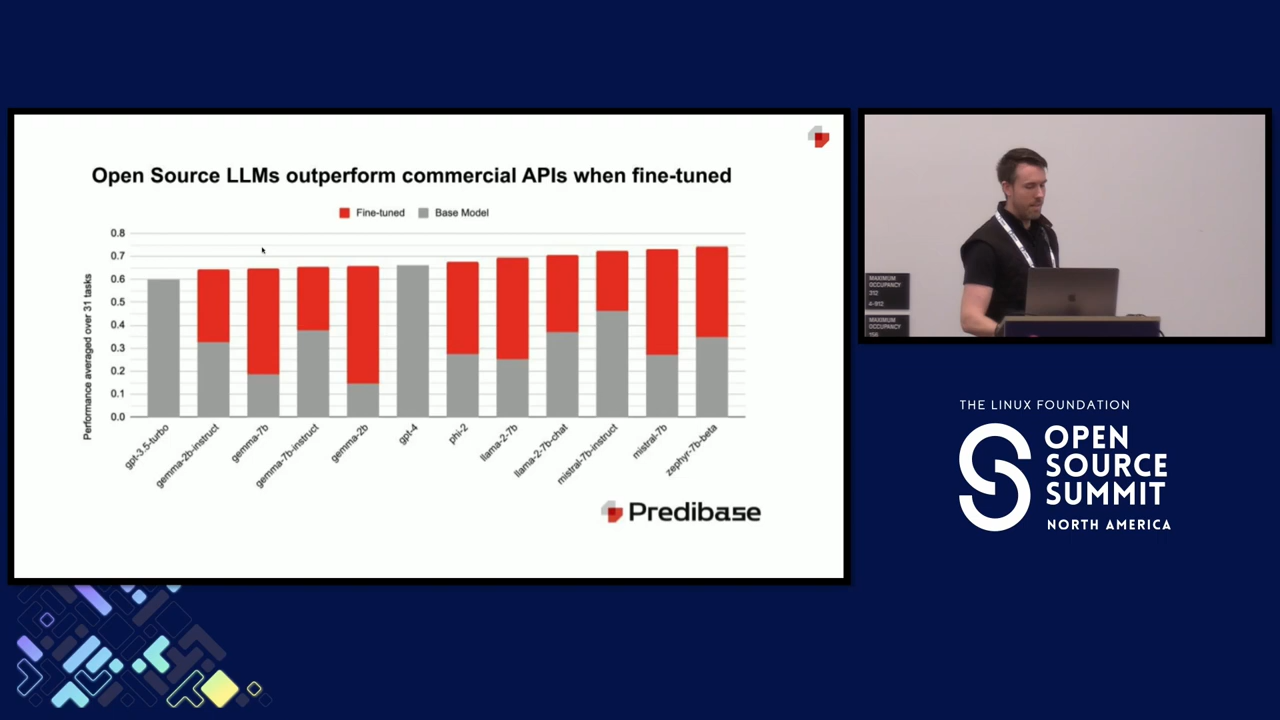 Open Source LLMs outperform commercial APIs when fine-tuned
Fine-tuned
Base Model
Performance averaged over 31 tasks
0.8
0.7
0.6
0.5
0.4
0.3
0.2
0.1
0.0
gpt-3.5-turbo
gemma-2b-instruct
gemma-7b
gemma-7b-instruct
gemma-2b
gpt-4
phi-2
llama-2-7b
llama-2-7b-chat
mistral-7b-instruct
mistral-7b
zephyr-7b-beta
Predibase
MAXIMUM
OCCUPANCY
312
MAXIMUM
OCCUPANCY
156
THE LINUX FOUNDATION
OPEN
SOURCE
SUMMIT
NORTH AMERICA